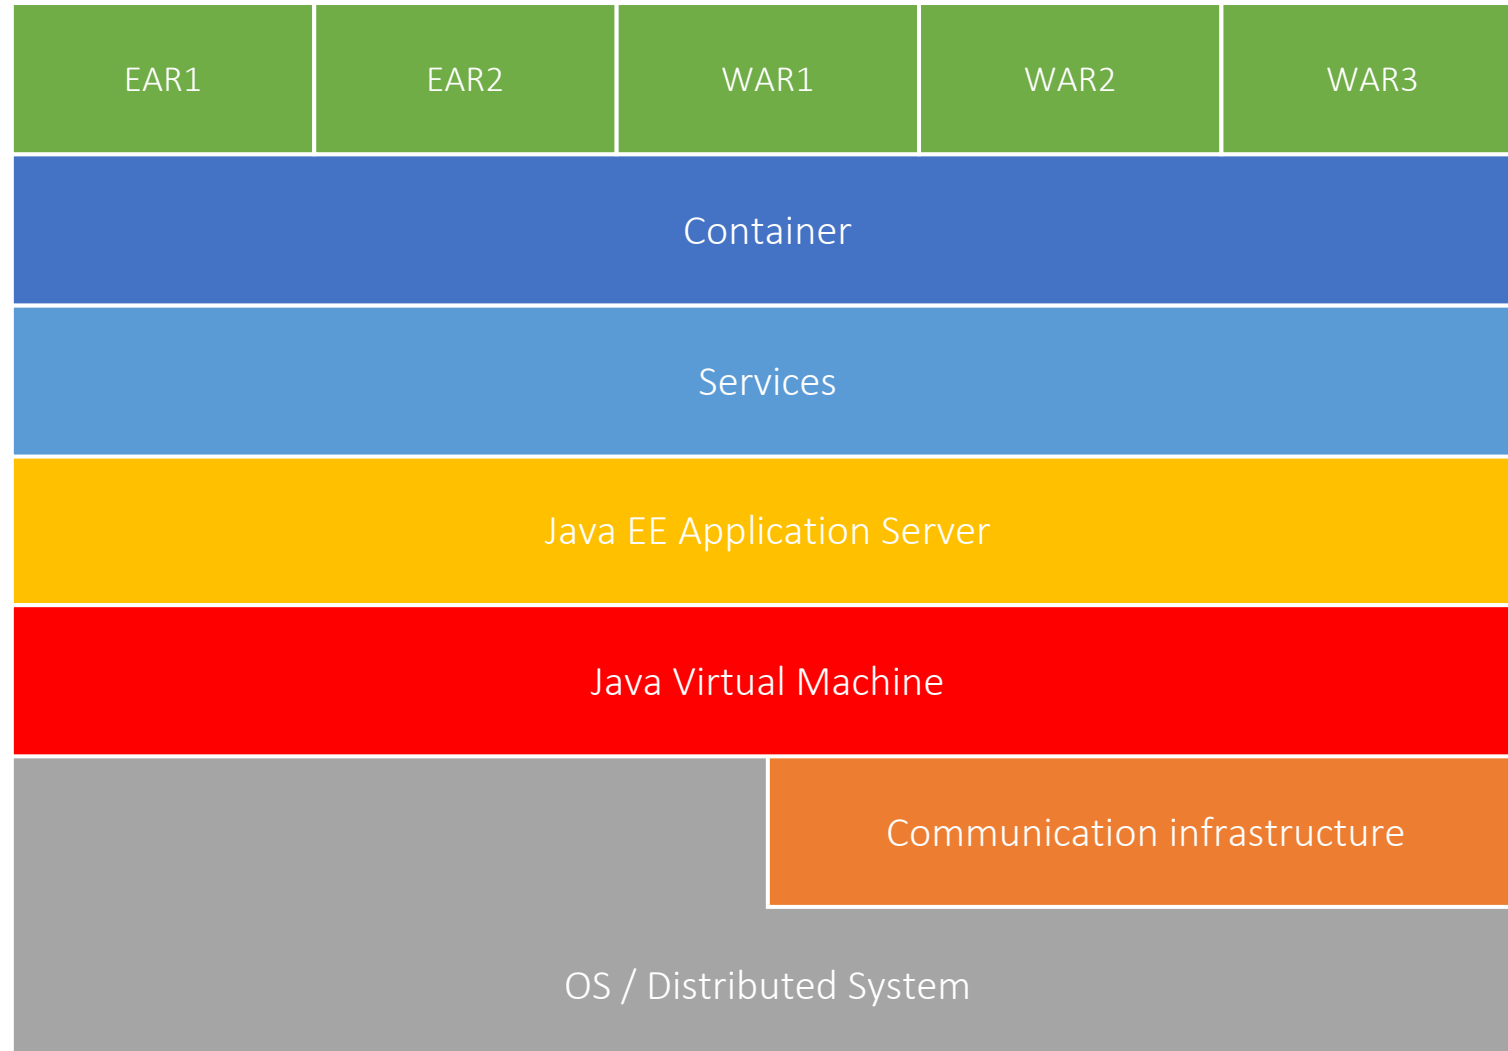 EAR1
EAR2
WAR1
WAR2
WAR3
Container
Services
Java EE Application Server
Java Virtual Machine
Communication infrastructure
OS / Distributed System